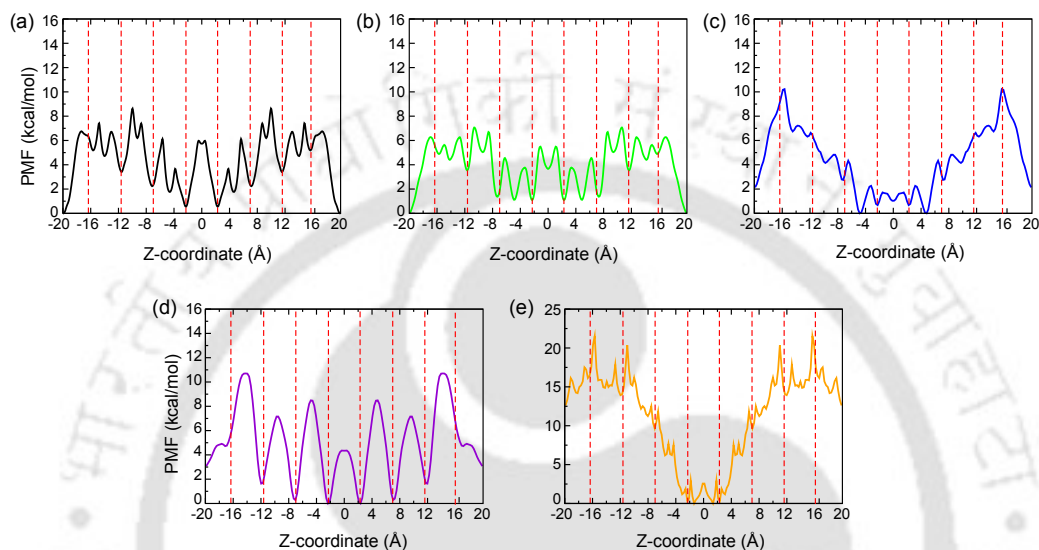 (a) (b) (c)
PMF (kcal/mol)
16 14 12 10 8 6 4 2 0
16 14 12 10 8 6 4 2 0
16 14 12 10 8 6 4 2 0
-20 -16 -12 -8 -4 0 4 8 12 16 20
-20 -16 -12 -8 -4 0 4 8 12 16 20
-20 -16 -12 -8 -4 0 4 8 12 16 20
Z-coordinate (Å) Z-coordinate (Å) Z-coordinate (Å)
(d) (e)
PMF (kcal/mol)
16 14 12 10 8 6 4 2 0
25 20 15 10 5 0
-20 -16 -12 -8 -4 0 4 8 12 16 20
-20 -16 -12 -8 -4 0 4 8 12 16 20
Z-coordinate (Å) Z-coordinate (Å)